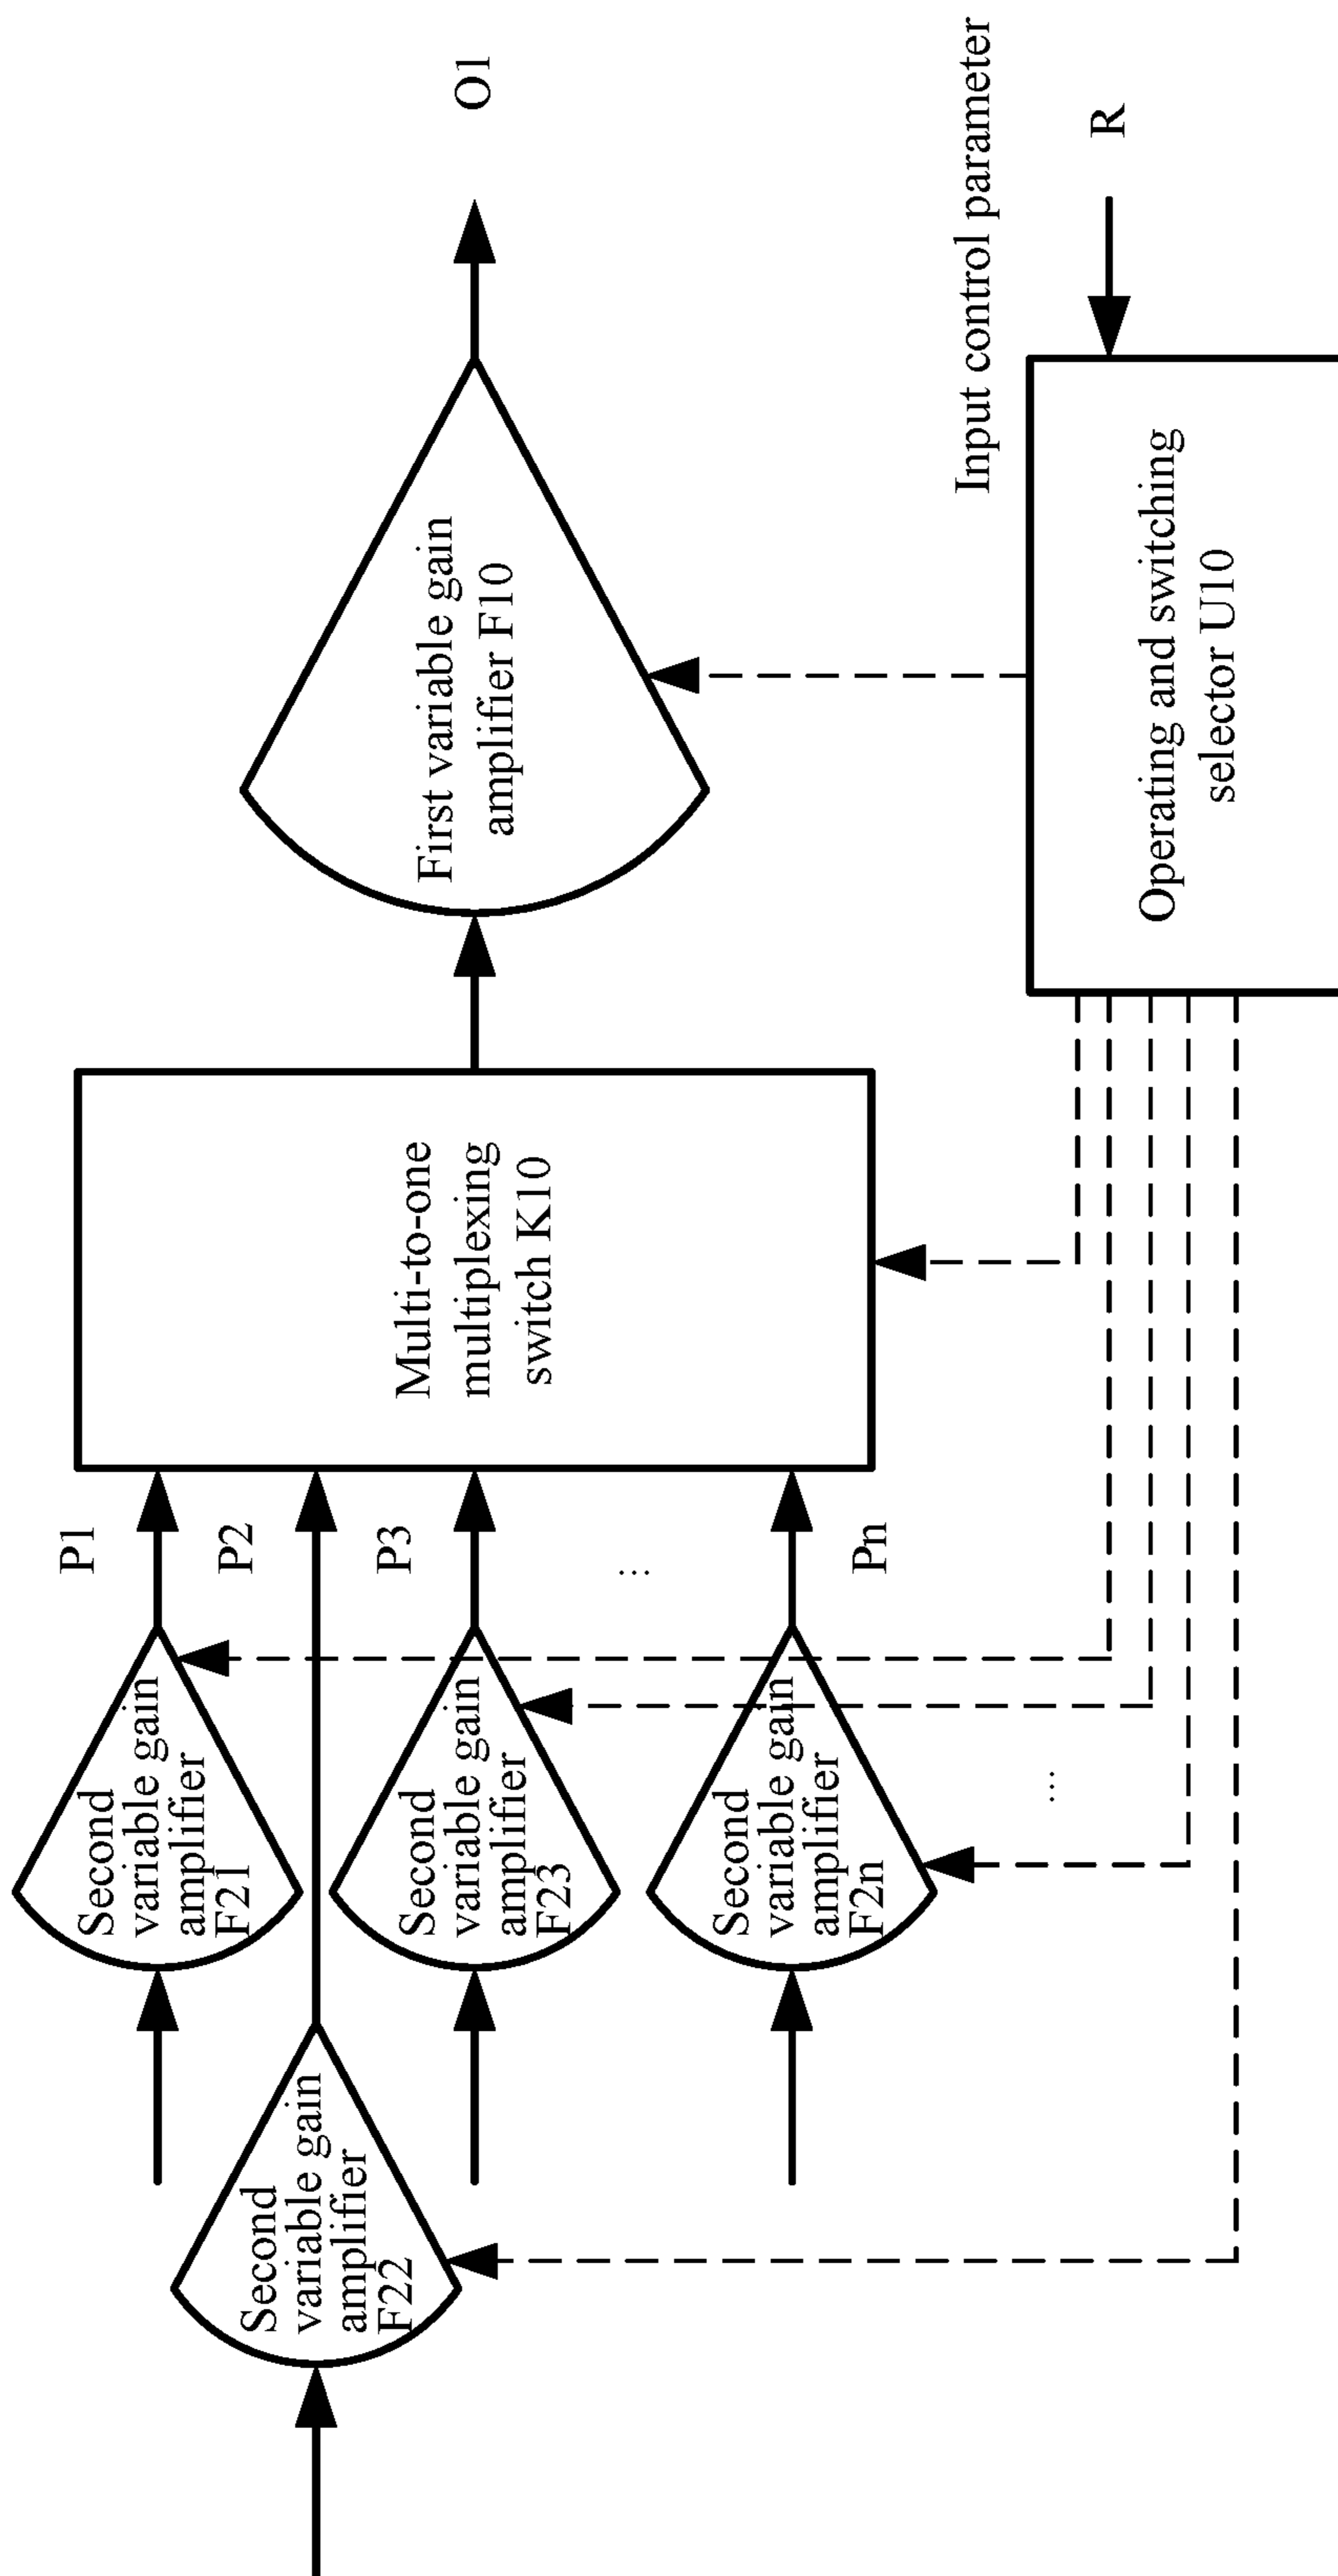 Second
variable gain
amplifier
F21
P1
Second
variable gain
amplifier
F22
P2
Second
variable gain
amplifier
F23
P3
...
Second
variable gain
amplifier
F2n
Pn
...
Multi-to-one
multiplexing
switch K10
First variable gain
amplifier F10
O1
Input control parameter
R
Operating and switching
selector U10